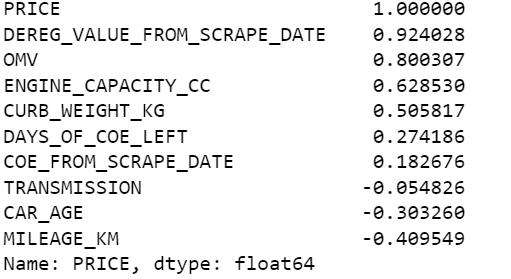 PRICE 1.000000
DEREG_VALUE_FROM_SCRAPE_DATE 0.924028
OMV 0.800307
ENGINE_CAPACITY_CC 0.628530
CURB_WEIGHT_KG 0.505817
DAYS_OF_COE_LEFT 0.274186
COE_FROM_SCRAPE_DATE 0.182676
TRANSMISSION -0.054826
CAR_AGE -0.303260
MILEAGE_KM -0.409549
Name: PRICE, dtype: float64